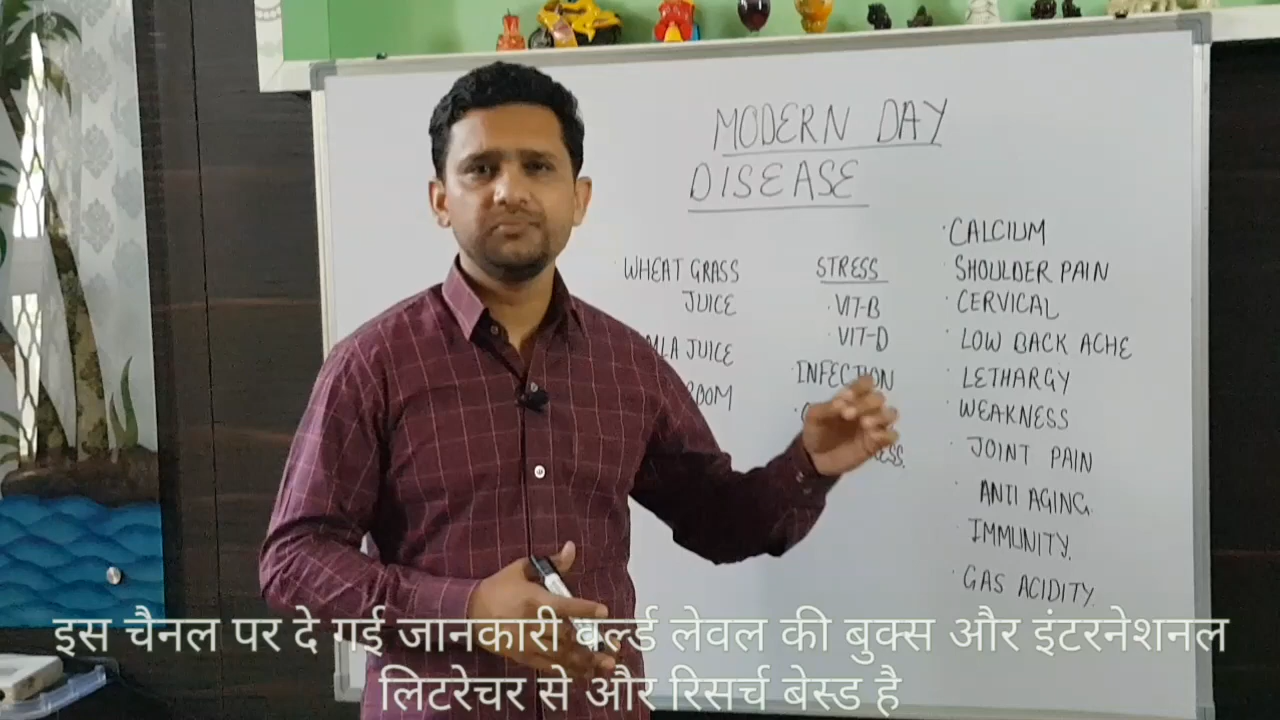 MODERN DAY
DISEASE
WHEAT GRASS
JUICE
JUICE
STRESS
·VIT-B
·VIT-D
·INFECTION
·CALCIUM
·SHOULDER PAIN
·CERVICAL
·LOW BACK ACHE
·LETHARGY
·WEAKNESS
·JOINT PAIN
·ANTI AGING
·IMMUNITY.
·GAS ACIDITY.
इस चैनल पर दे गई जानकारी वर्ल्ड लेवल की बुक्स और इंटरनेशनल
लिटरेचर से और रिसर्च बेस्ड है